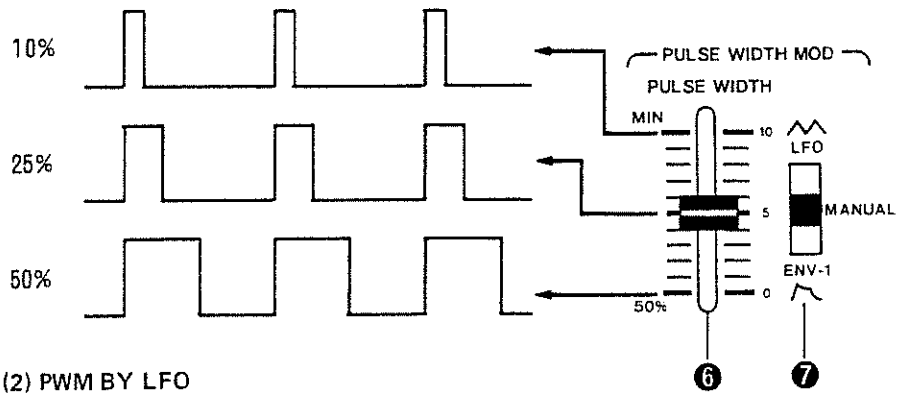 10%
25%
50%
PULSE WIDTH MOD
PULSE WIDTH
MIN
10
LFO
5
MANUAL
ENV-1
50%
0
6
7
(2) PWM BY LFO